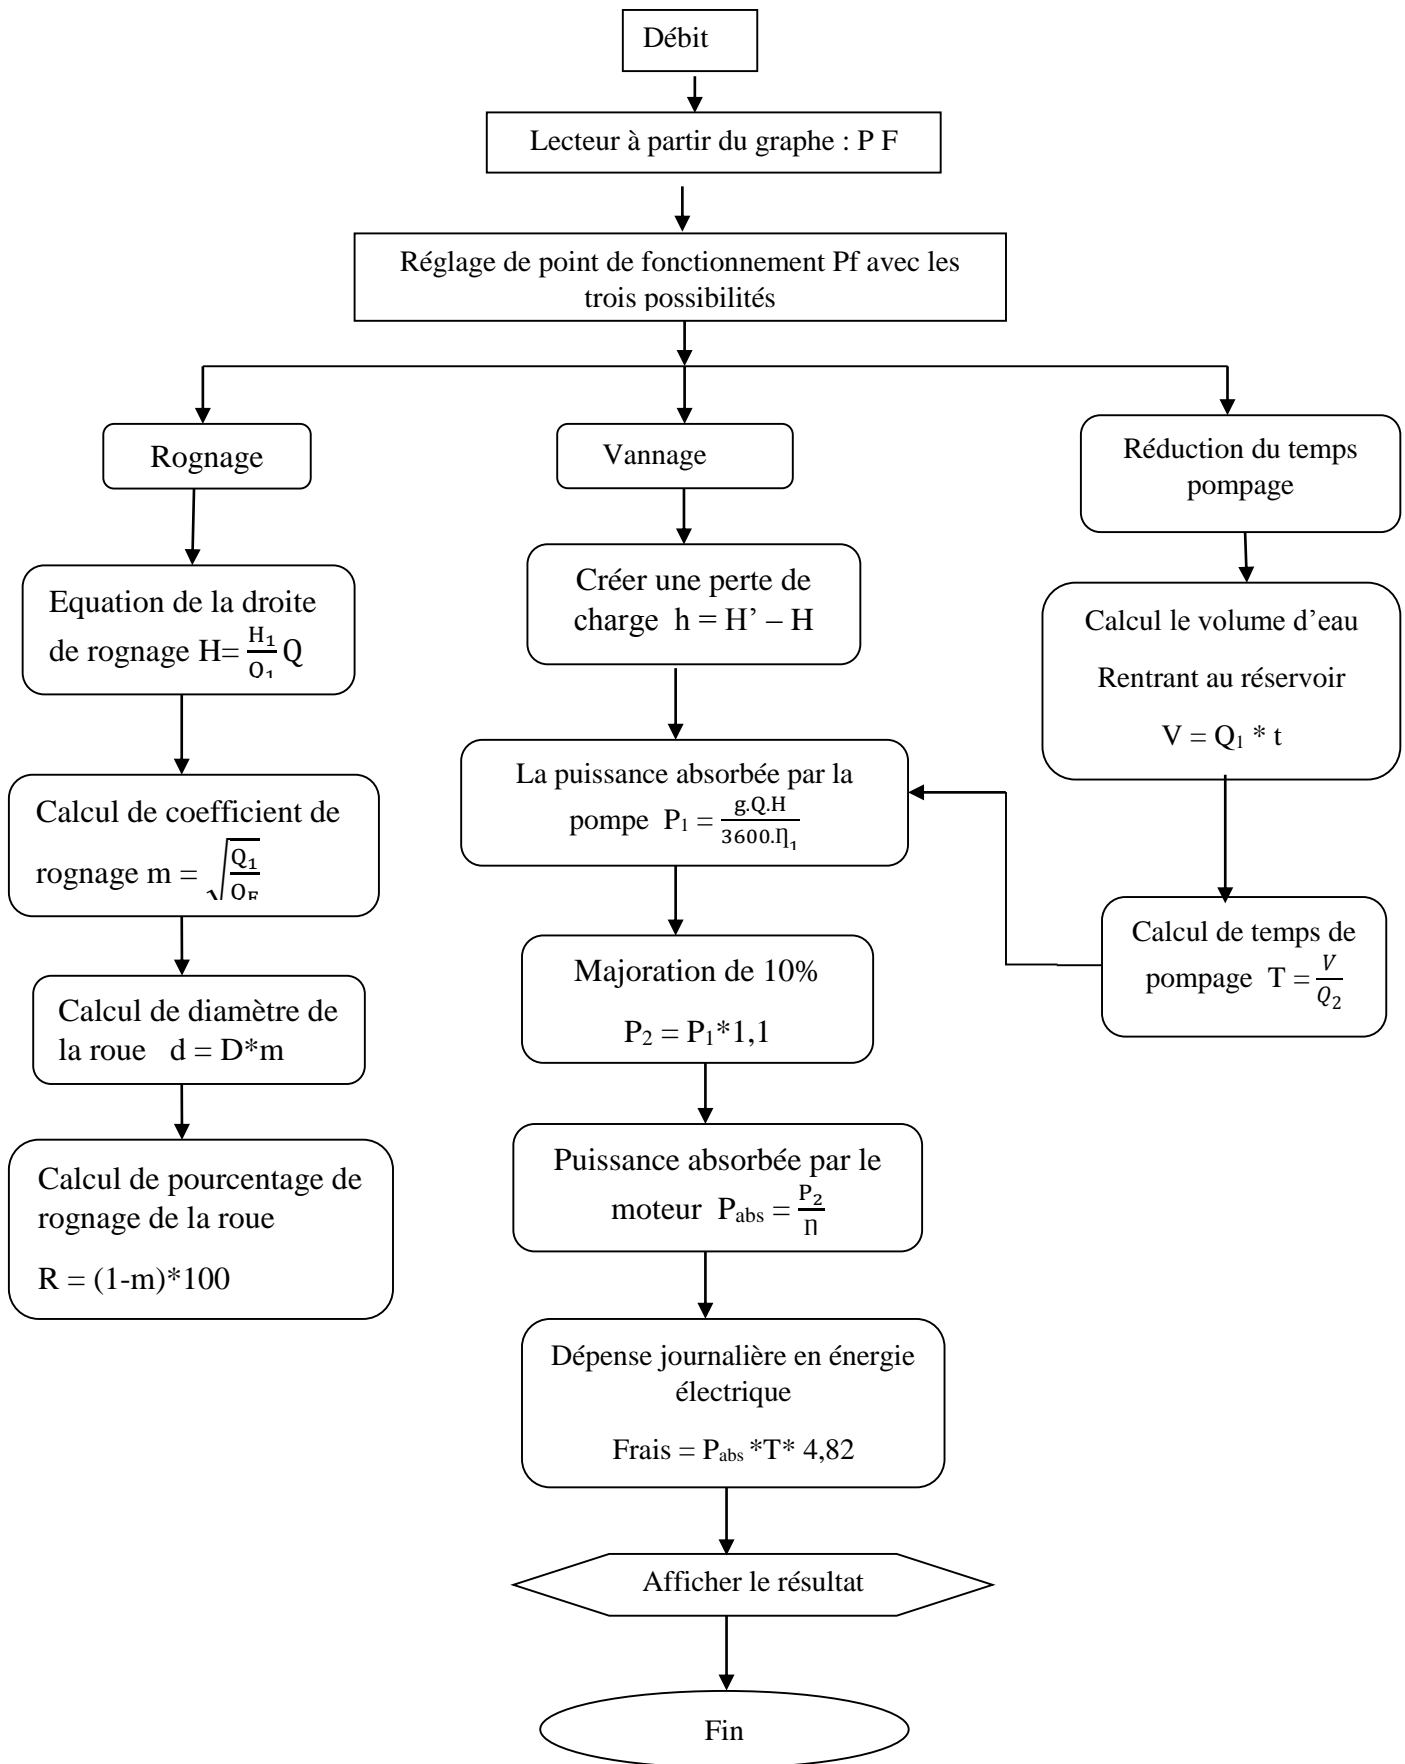 Débit
Lecteur à partir du graphe : P F
Réglage de point de fonctionnement Pf avec les
trois possibilités
Rognage
Equation de la droite
de rognage H= H₁/Q₁ Q
Calcul de coefficient de
rognage m = √(Q₁/Q_F)
Calcul de diamètre de
la roue d = D*m
Calcul de pourcentage de
rognage de la roue
R = (1-m)*100
Vannage
Créer une perte de
charge h = H’ – H
La puissance absorbée par la
pompe P₁ = g.Q.H/3600.η₁
Majoration de 10%
P₂ = P₁*1,1
Puissance absorbée par le
moteur Pabs = P₂/η
Dépense journalière en énergie
électrique
Frais = Pabs *T* 4,82
Réduction du temps
pompage
Calcul le volume d’eau
Rentrant au réservoir
V = Q₁ * t
Calcul de temps de
pompage T = V/Q₂
Afficher le résultat
Fin